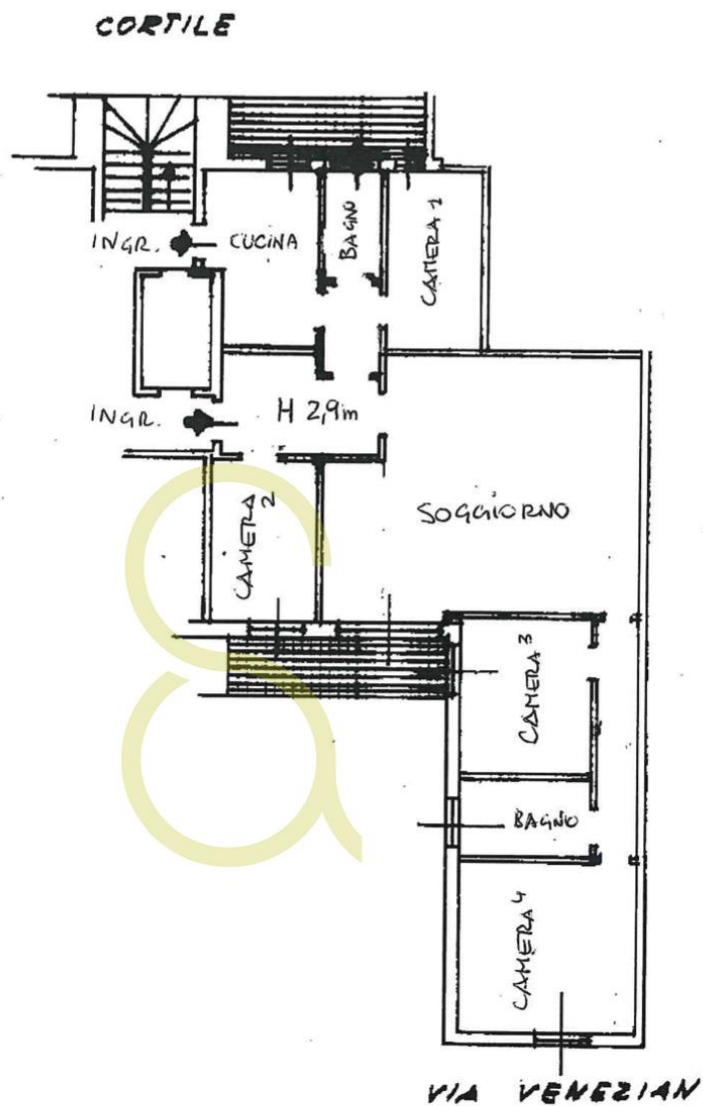 CORTILE
INGR.
CUCINA
BAGNO
CAMERA 1
INGR.
H 2,9m
CAMERA 2
SOGGIORNO
CAMERA 3
BAGNO
CAMERA 4
VIA VENEZIAN